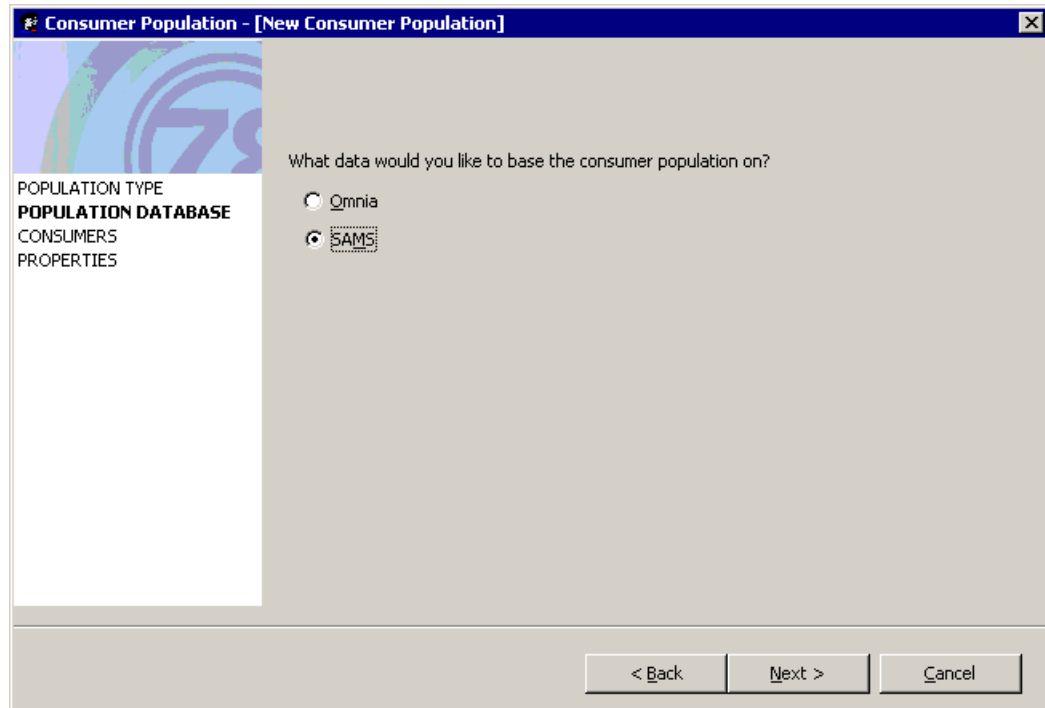 Consumer Population - [New Consumer Population]
78
What data would you like to base the consumer population on?
POPULATION TYPE
POPULATION DATABASE
CONSUMERS
PROPERTIES
Omnia
SAMS
< Back
Next >
Cancel